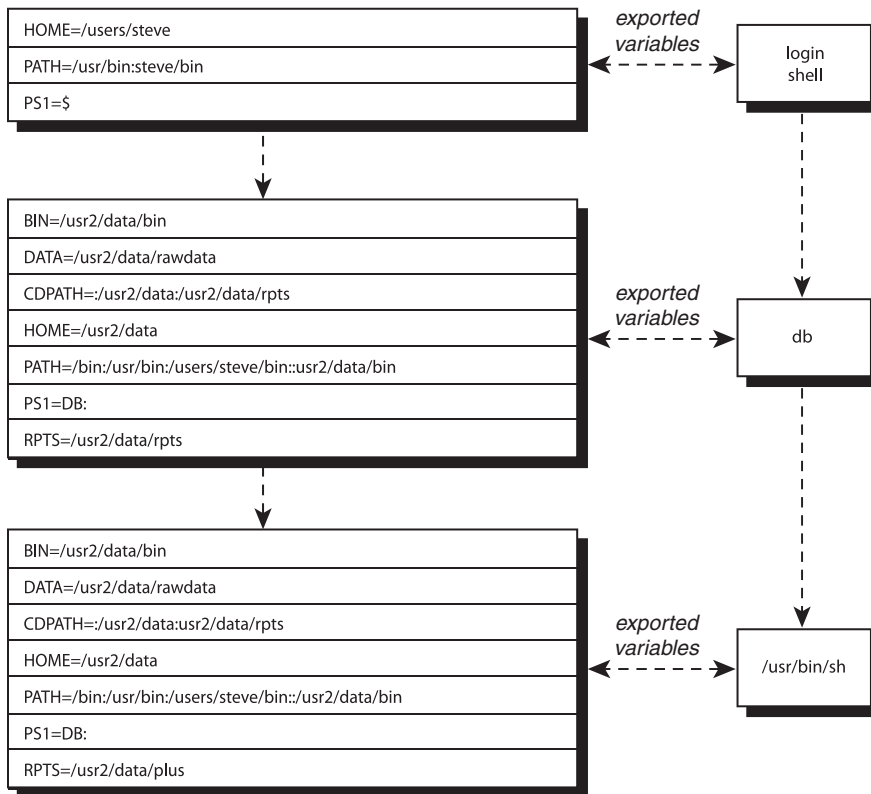 HOME=/users/steve
PATH=/usr/bin:steve/bin
PS1=$
exported
variables
login
shell
BIN=/usr2/data/bin
DATA=/usr2/data/rawdata
CDPATH=:/usr2/data:/usr2/data/rpts
HOME=/usr2/data
PATH=/bin:/usr/bin:/users/steve/bin::usr2/data/bin
PS1=DB:
RPTS=/usr2/data/rpts
exported
variables
db
BIN=/usr2/data/bin
DATA=/usr2/data/rawdata
CDPATH=:/usr2/data:usr2/data/rpts
HOME=/usr2/data
PATH=/bin:/usr/bin:/users/steve/bin::/usr2/data/bin
PS1=DB:
RPTS=/usr2/data/plus
exported
variables
/usr/bin/sh